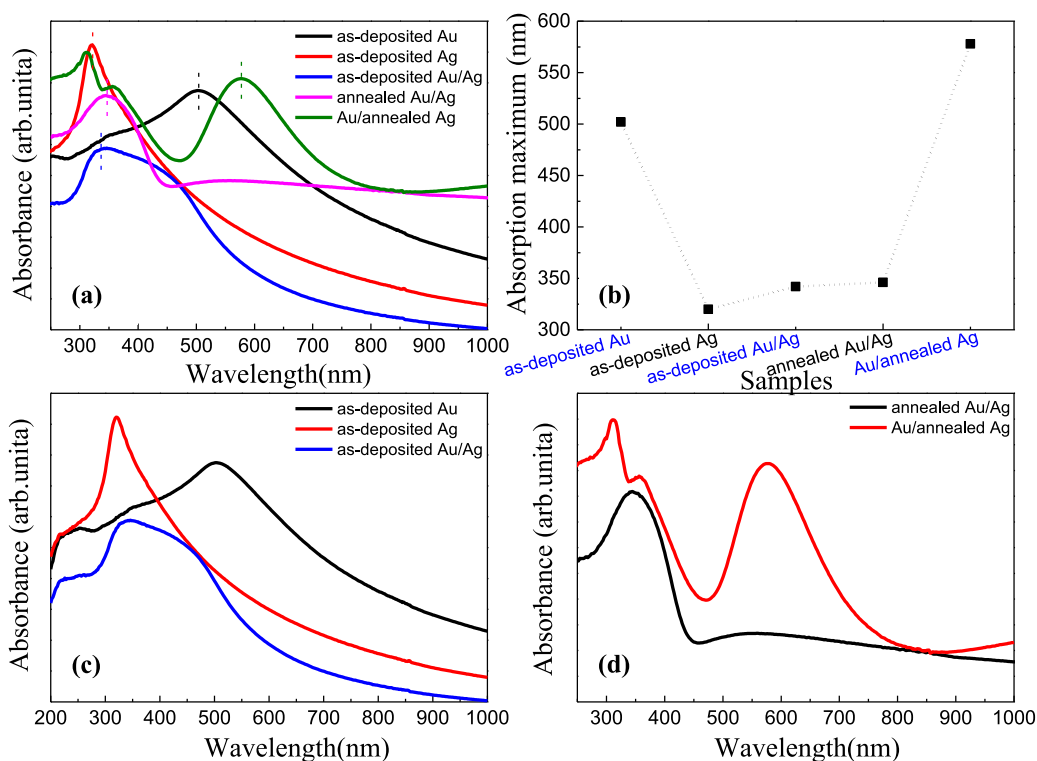 as-deposited Au
as-deposited Ag
as-deposited Au/Ag
annealed Au/Ag
Au/annealed Ag
Absorbance (arb.unita)
(a)
300 400 500 600 700 800 900 1000
Wavelength(nm)
600
550
500
450
400
350
300
Absorption maximum (nm)
(b)
as-deposited Au
as-deposited Ag
as-deposited Au/Ag
annealed Au/Ag
Au/annealed Ag
Samples
as-deposited Au
as-deposited Ag
as-deposited Au/Ag
Absorbance (arb.unita)
(c)
200 300 400 500 600 700 800 900 1000
Wavelength(nm)
annealed Au/Ag
Au/annealed Ag
Absorbance (arb.unita)
(d)
300 400 500 600 700 800 900 1000
Wavelength(nm)